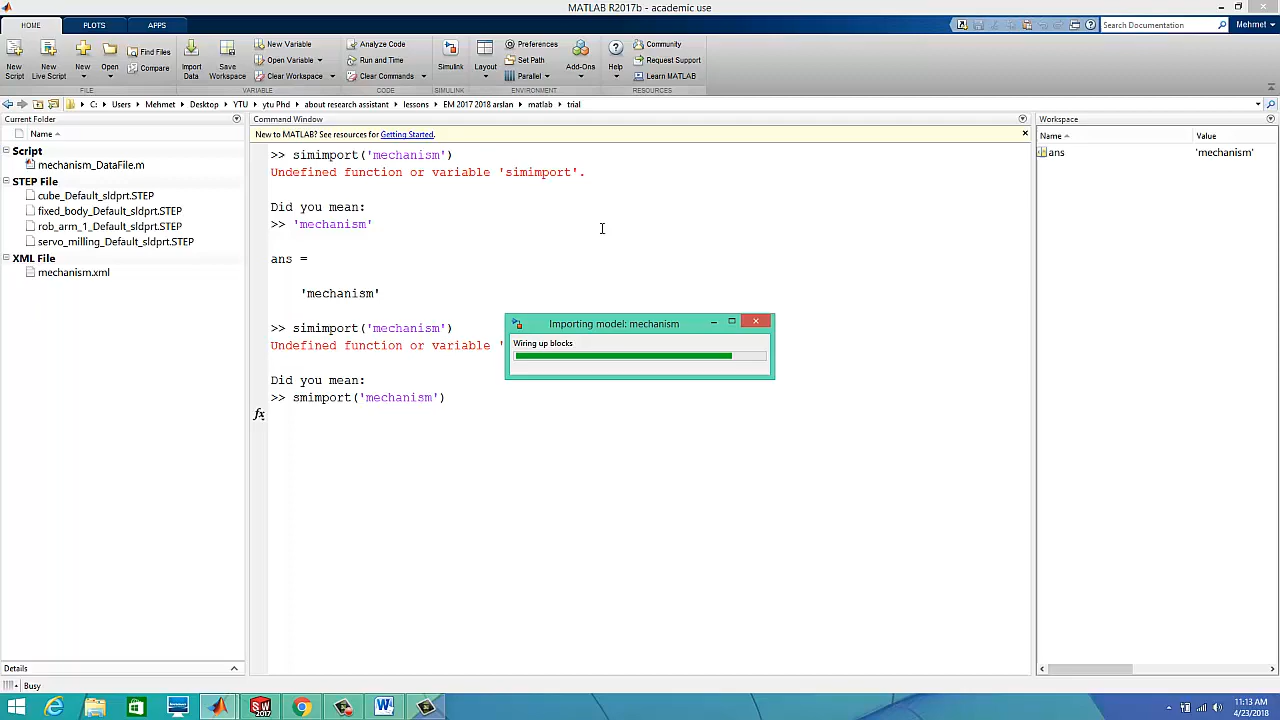 MATLAB R2017b - academic use
HOME
PLOTS
APPS
Search Documentation
Mehmet
New Script
New Live Script
New
Open
Find Files
Compare
Import Data
Save Workspace
New Variable
Open Variable
Clear Workspace
Analyze Code
Run and Time
Clear Commands
Simulink
Layout
Preferences
Set Path
Parallel
Add-Ons
Help
Community
Request Support
Learn MATLAB
FILE
VARIABLE
CODE
SIMULINK
ENVIRONMENT
RESOURCES
C: Users Mehmet Desktop YTU ytu Phd about research assistant lessons EM 2017 2018 arslan matlab trial
Current Folder
Name
Script
mechanism_DataFile.m
STEP File
cube_Default_sldprt.STEP
fixed_body_Default_sldprt.STEP
rob_arm_1_Default_sldprt.STEP
servo_milling_Default_sldprt.STEP
XML File
mechanism.xml
Details
Command Window
New to MATLAB? See resources for Getting Started.
>> simimport('mechanism')
Undefined function or variable 'simimport'.
Did you mean:
>> 'mechanism'
ans =
'mechanism'
>> simimport('mechanism')
Undefined function or variable '
Did you mean:
>> smimport('mechanism')
fx
Importing model: mechanism
Wiring up blocks
Workspace
Name Value
ans 'mechanism'
Busy
11:13 AM
4/23/2018